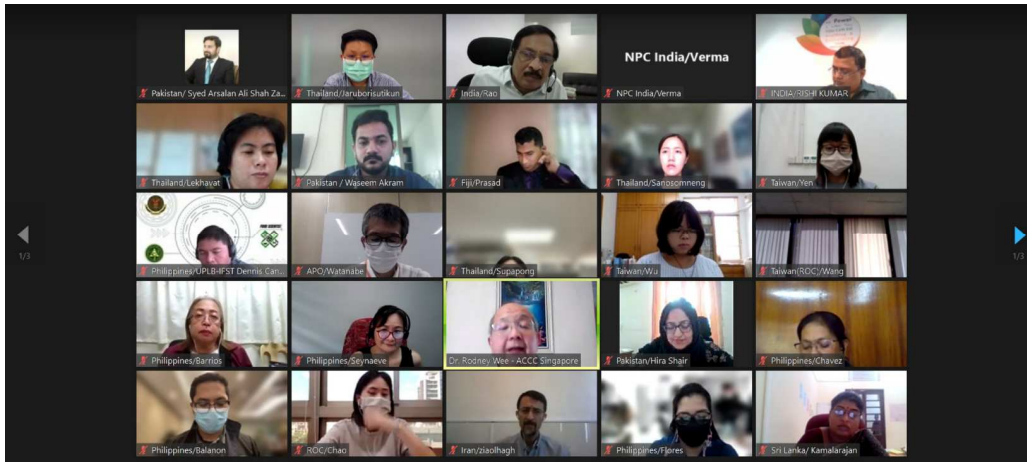 Power
Pakistan/ Syed Arsalan Ali Shah Za...
Thailand/Jaruborisutikun
India/Rao
NPC India/Verma
NPC India/Verma
INDIA/RISHI KUMAR
Thailand/Lekhavat
Pakistan / Waseem Akram
Fiji/Prasad
Thailand/Sanosomneng
Taiwan/Yen
1/3
1/3
Philippines/UPLB-IFST Dennis Can...
APO/Watanabe
Thailand/Supapong
Taiwan/Wu
Taiwan(ROC)/Wang
Philippines/Barrios
Philippines/Seynaeve
Dr. Rodney Wee - ACCC Singapore
Pakistan/Hira Shair
Philippines/Chavez
Philippines/Balanon
ROC/Chao
Iran/ziaolhagh
Philippines/Flores
Sri Lanka/ Kamalarajan